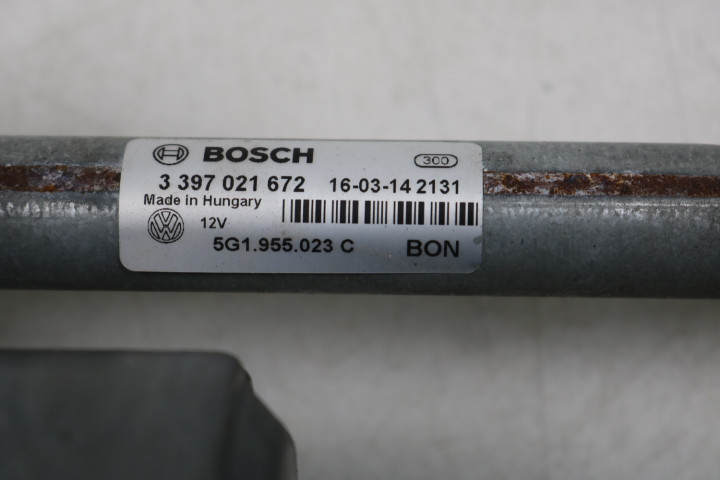 BOSCH 300
3 397 021 672 16-03-14 2131
Made in Hungary
12V
5G1.955.023 C BON